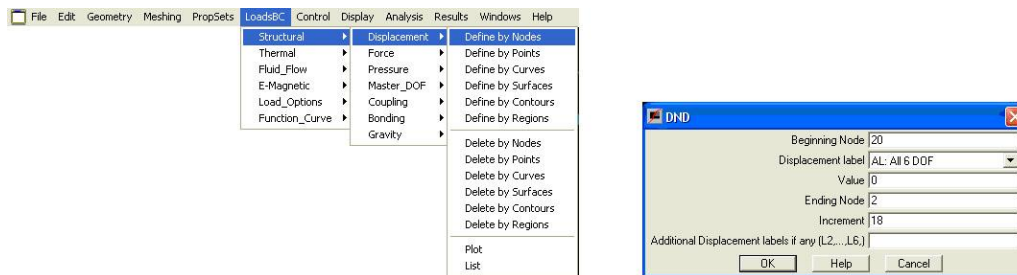 File Edit Geometry Meshing PropSets LoadsBC Control Display Analysis Results Windows Help
Structural
Thermal
Fluid_Flow
E-Magnetic
Load_Options
Function_Curve
Displacement
Force
Pressure
Master_DOF
Coupling
Bonding
Gravity
Define by Nodes
Define by Points
Define by Curves
Define by Surfaces
Define by Contours
Define by Regions
Delete by Nodes
Delete by Points
Delete by Curves
Delete by Surfaces
Delete by Contours
Delete by Regions
Plot
List
DND
Beginning Node 20
Displacement label AL: All 6 DOF
Value 0
Ending Node 2
Increment 18
Additional Displacement labels if any (L2,...,L6,)
OK Help Cancel